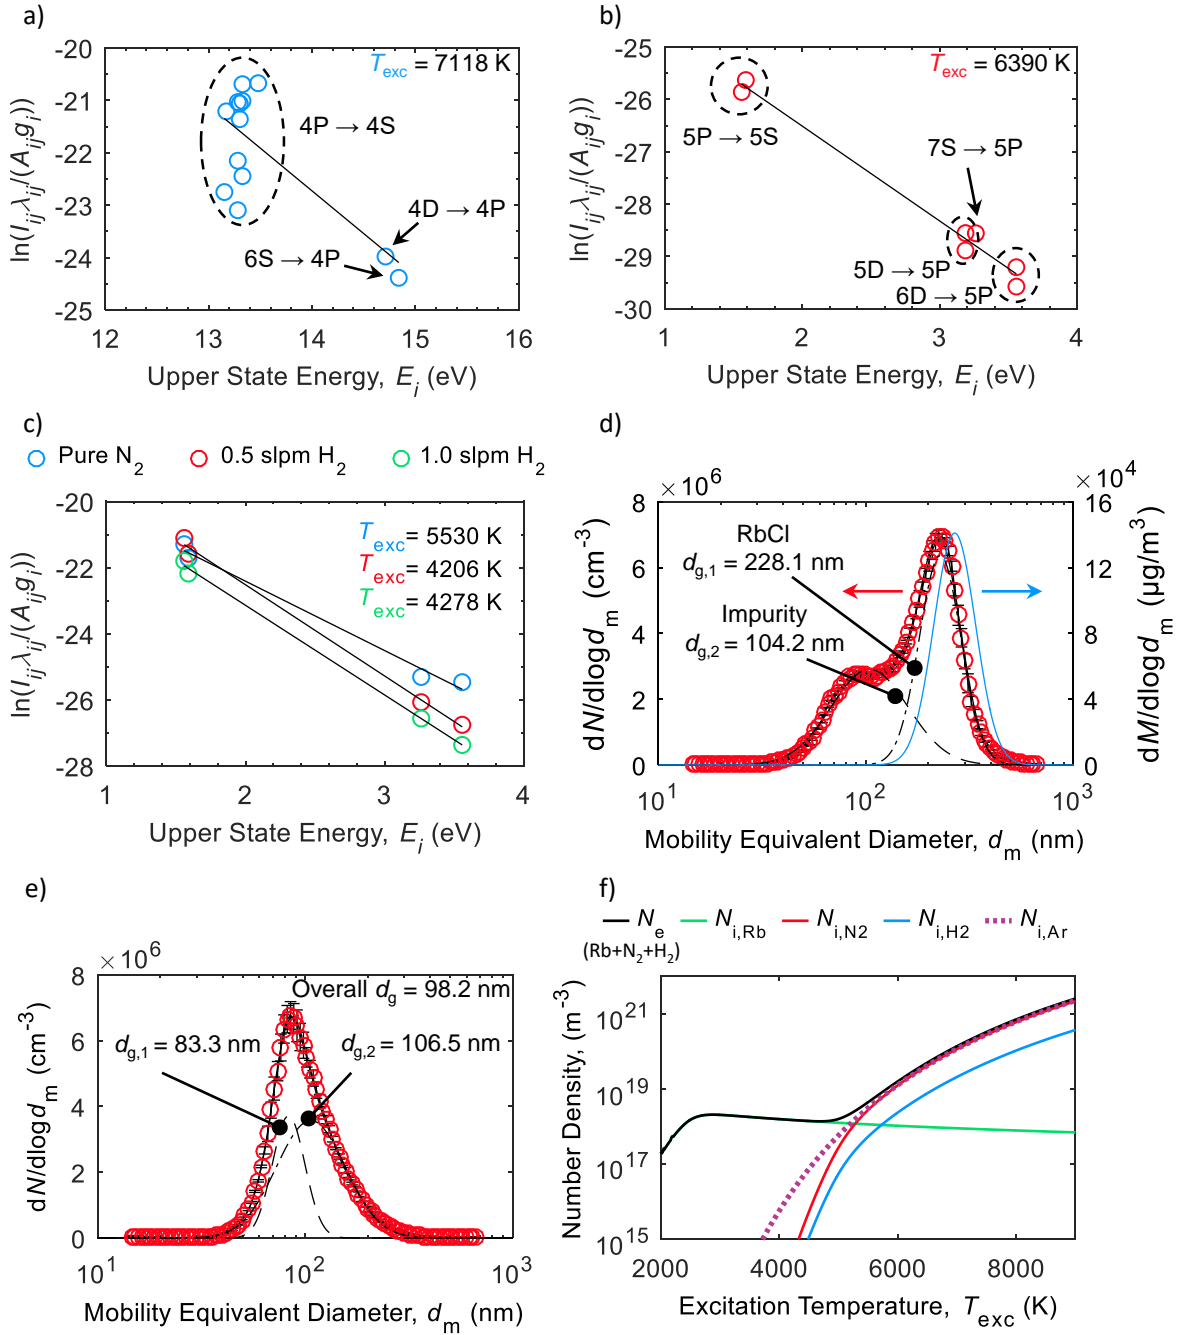 a)
T_exc = 7118 K
4P → 4S
4D → 4P
6S → 4P
-20
-21
-22
-23
-24
-25
12 13 14 15 16
ln(I_ij λ_ij/(A_ij g_i))
Upper State Energy, E_i (eV)
b)
T_exc = 6390 K
5P → 5S
7S → 5P
5D → 5P
6D → 5P
-25
-26
-27
-28
-29
-30
1 2 3 4
ln(I_ij λ_ij/(A_ij g_i))
Upper State Energy, E_i (eV)
c)
Pure N_2 0.5 slpm H_2 1.0 slpm H_2
T_exc = 5530 K
T_exc = 4206 K
T_exc = 4278 K
-20
-21
-22
-24
-25
-26
-28
1 2 3 4
ln(I_ij λ_ij/(A_ij g_i))
Upper State Energy, E_i (eV)
d)
× 10^6
× 10^4
RbCl
d_g,1 = 228.1 nm
Impurity
d_g,2 = 104.2 nm
8
6
4
2
0
16
12
8
4
0
10^1 10^2 10^3
dN/dlogd_m (cm^-3)
dM/dlogd_m (µg/m^3)
Mobility Equivalent Diameter, d_m (nm)
e)
×10^6
Overall d_g = 98.2 nm
d_g,1 = 83.3 nm
d_g,2 = 106.5 nm
8
6
4
2
0
10^1 10^2 10^3
dN/dlogd_m (cm^-3)
Mobility Equivalent Diameter, d_m (nm)
f)
N_e N_i,Rb N_i,N2 N_i,H2 N_i,Ar
(Rb+N_2+H_2)
10^21
10^19
10^17
10^15
2000 4000 6000 8000
Number Density, (m^-3)
Excitation Temperature, T_exc (K)